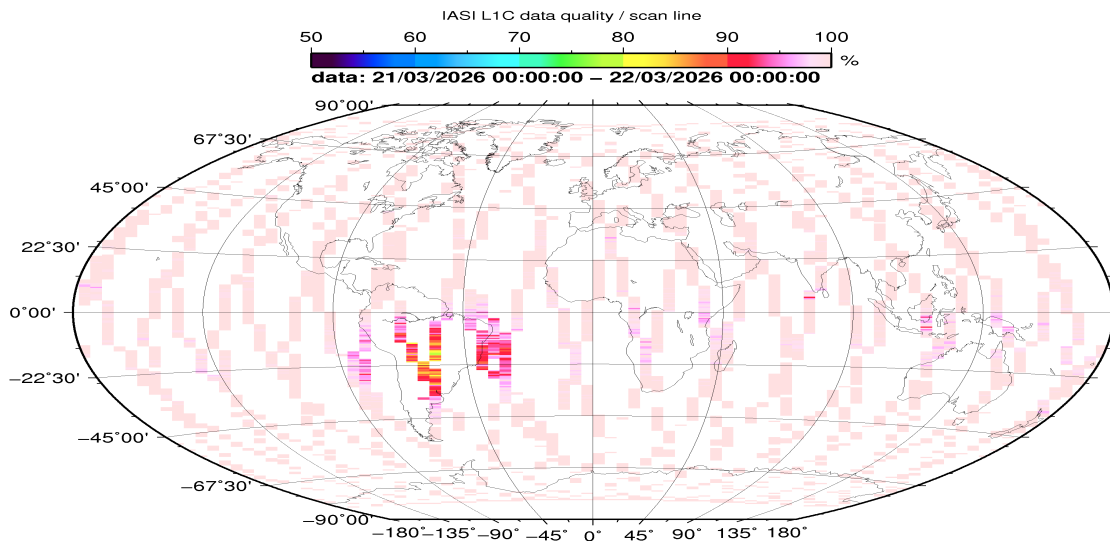 IASI L1C data quality / scan line
50 60 70 80 90 100
%
data: 21/03/2026 00:00:00 – 22/03/2026 00:00:00
90°00'
67°30'
45°00'
22°30'
0°00'
−22°30'
−45°00'
−67°30'
−90°00'
−180°−135° −90° −45° 0° 45° 90° 135° 180°